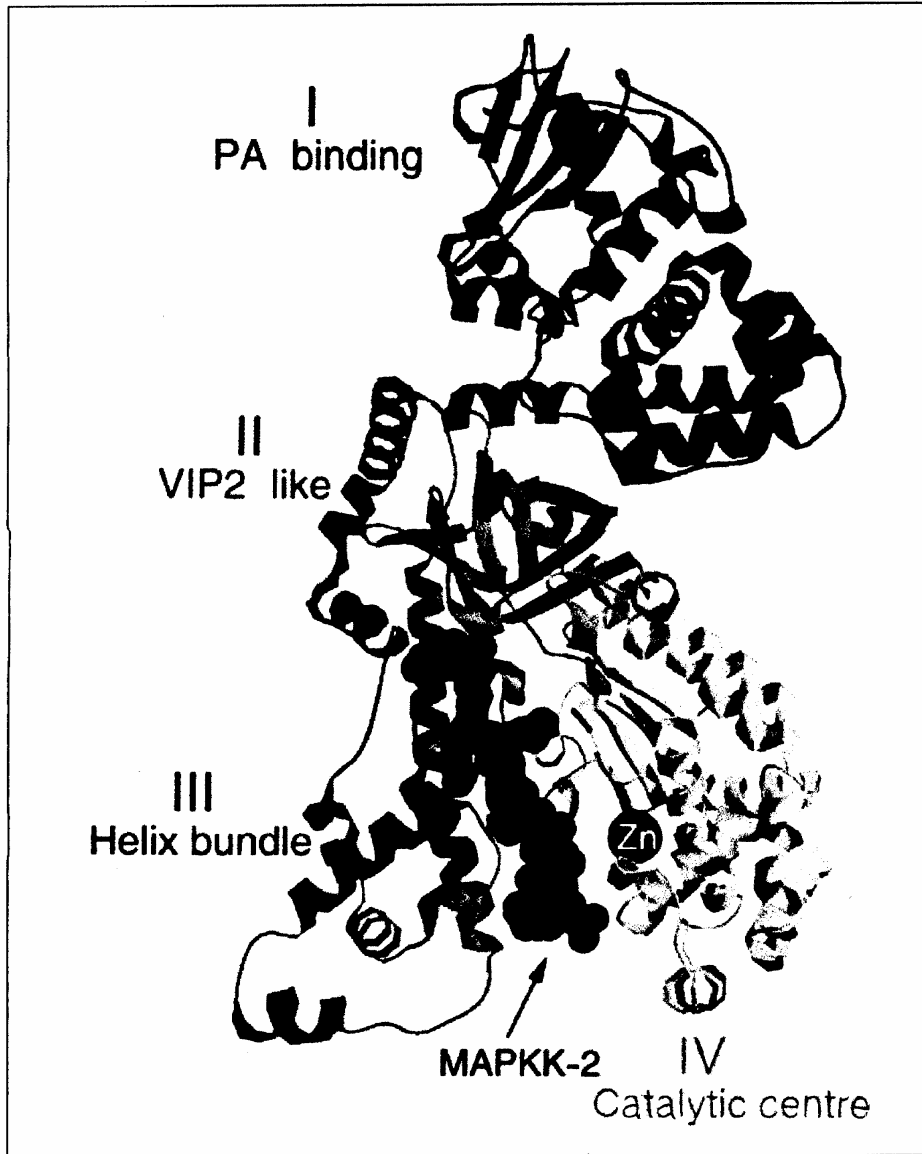 I
PA binding
II
VIP2 like
III
Helix bundle
Zn
MAPKK-2
IV
Catalytic centre